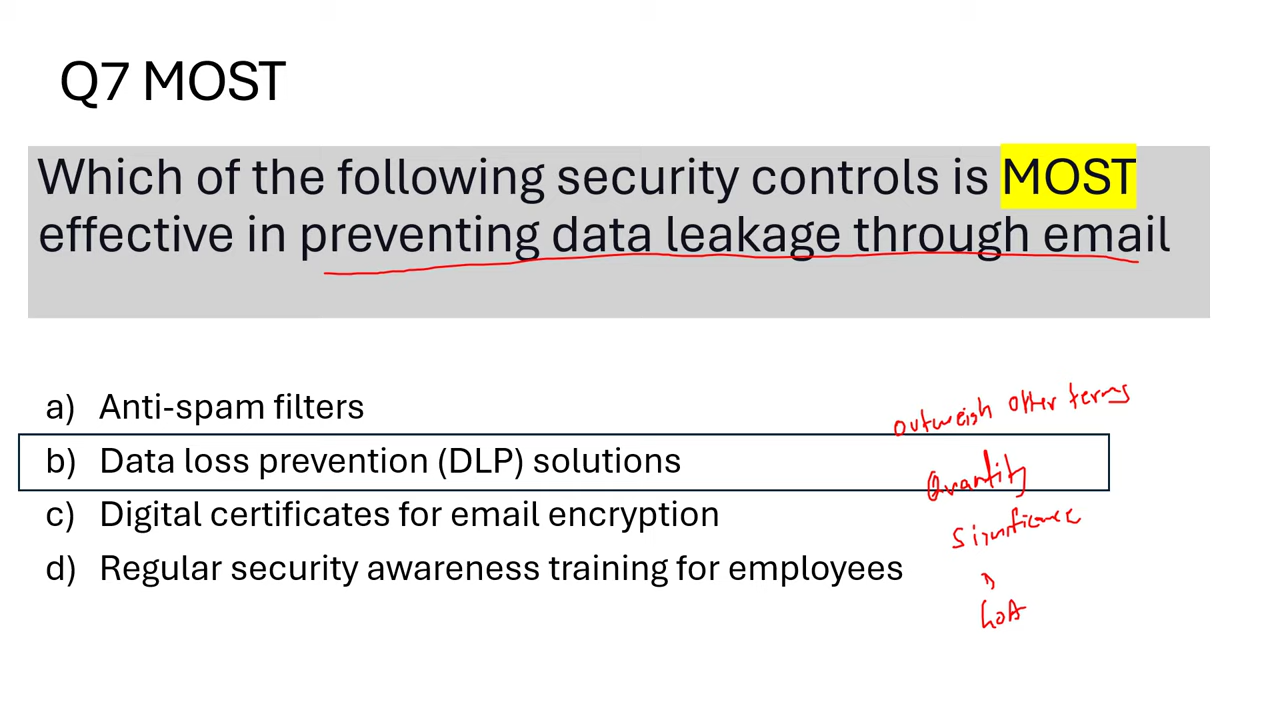 Q7 MOST
Which of the following security controls is MOST
effective in preventing data leakage through email
a) Anti-spam filters
b) Data loss prevention (DLP) solutions
c) Digital certificates for email encryption
d) Regular security awareness training for employees
outweigh other terms
Quantity
Significance